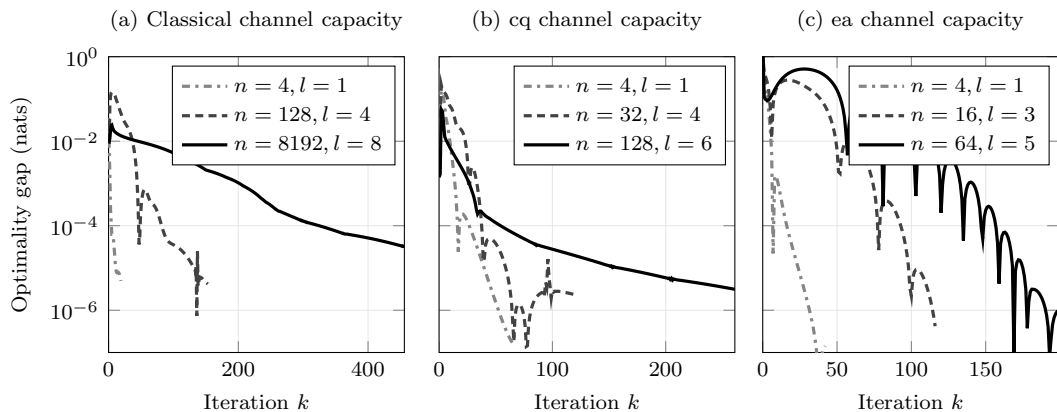 (a) Classical channel capacity
(b) cq channel capacity
(c) ea channel capacity
Optimality gap (nats)
10^0
10^−2
10^−4
10^−6
n = 4, l = 1
n = 128, l = 4
n = 8192, l = 8
0
200
400
Iteration k
n = 4, l = 1
n = 32, l = 4
n = 128, l = 6
0
100
200
Iteration k
n = 4, l = 1
n = 16, l = 3
n = 64, l = 5
0
50
100
150
Iteration k